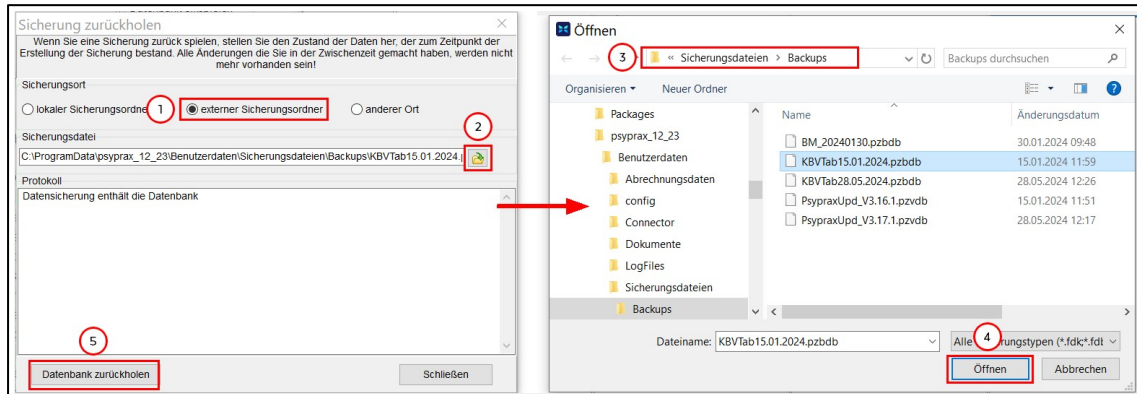 Sicherung zurückholen
Wenn Sie eine Sicherung zurück spielen, stellen Sie den Zustand der Daten her, der zum Zeitpunkt der
Erstellung der Sicherung bestand. Alle Änderungen die Sie in der Zwischenzeit gemacht haben, werden nicht
mehr vorhanden sein!
Sicherungsort
lokaler Sicherungsordne 1 externer Sicherungsordner anderer Ort
2
Sicherungsdatei
C:\ProgramData\psyprax_12_23\Benutzerdaten\Sicherungsdateien\Backups\KBVTab15.01.2024.p
Protokoll
Datensicherung enthält die Datenbank
5
Datenbank zurückholen Schließen
Öffnen
3 « Sicherungsdateien > Backups Backups durchsuchen
Organisieren Neuer Ordner
Packages
psyprax_12_23
Benutzerdaten
Abrechnungsdaten
config
Connector
Dokumente
LogFiles
Sicherungsdateien
Backups
Name Änderungsdatum
BM_20240130.pzbdb 30.01.2024 09:48
KBVTab15.01.2024.pzbdb 15.01.2024 11:59
KBVTab28.05.2024.pzbdb 28.05.2024 12:26
PsypraxUpd_V3.16.1.pzvdb 15.01.2024 11:51
PsypraxUpd_V3.17.1.pzvdb 28.05.2024 12:17
Dateiname: KBVTab15.01.2024.pzbdb Alle 4 rungstypen (*.fdk;*.fdb
Öffnen Abbrechen